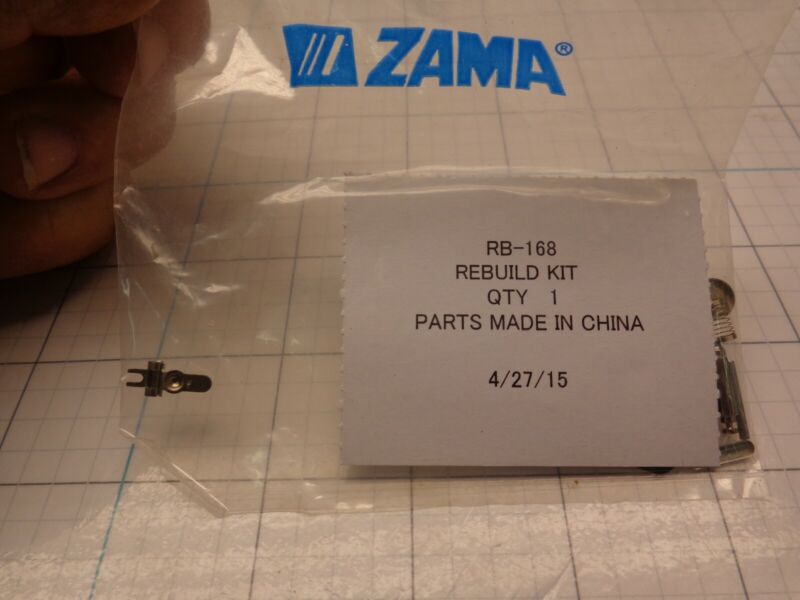 ZAMA®
RB-168
REBUILD KIT
QTY 1
PARTS MADE IN CHINA
4/27/15